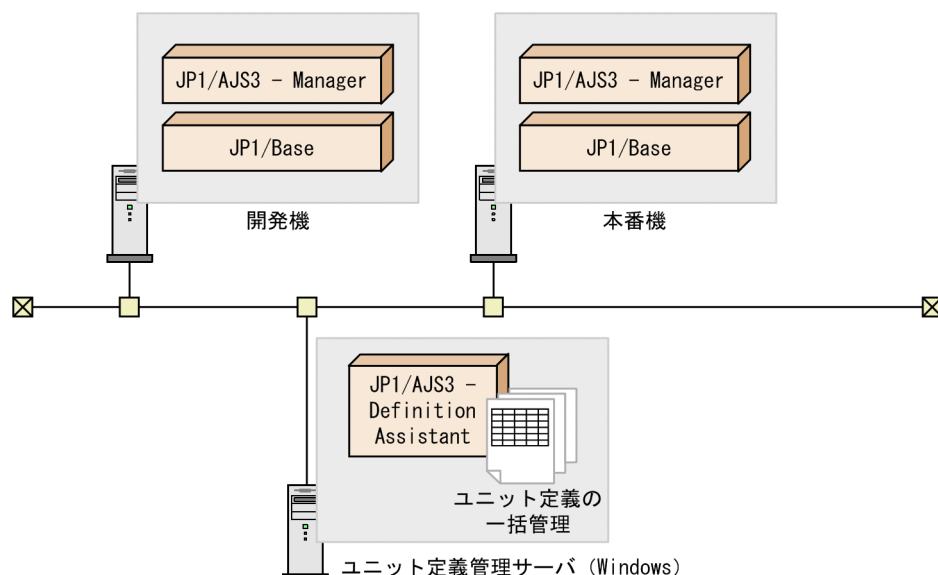 JP1/AJS3 - Manager
JP1/Base
開発機
JP1/AJS3 - Manager
JP1/Base
本番機
JP1/AJS3 -
Definition
Assistant
ユニット定義の
一括管理
ユニット定義管理サーバ（Windows）